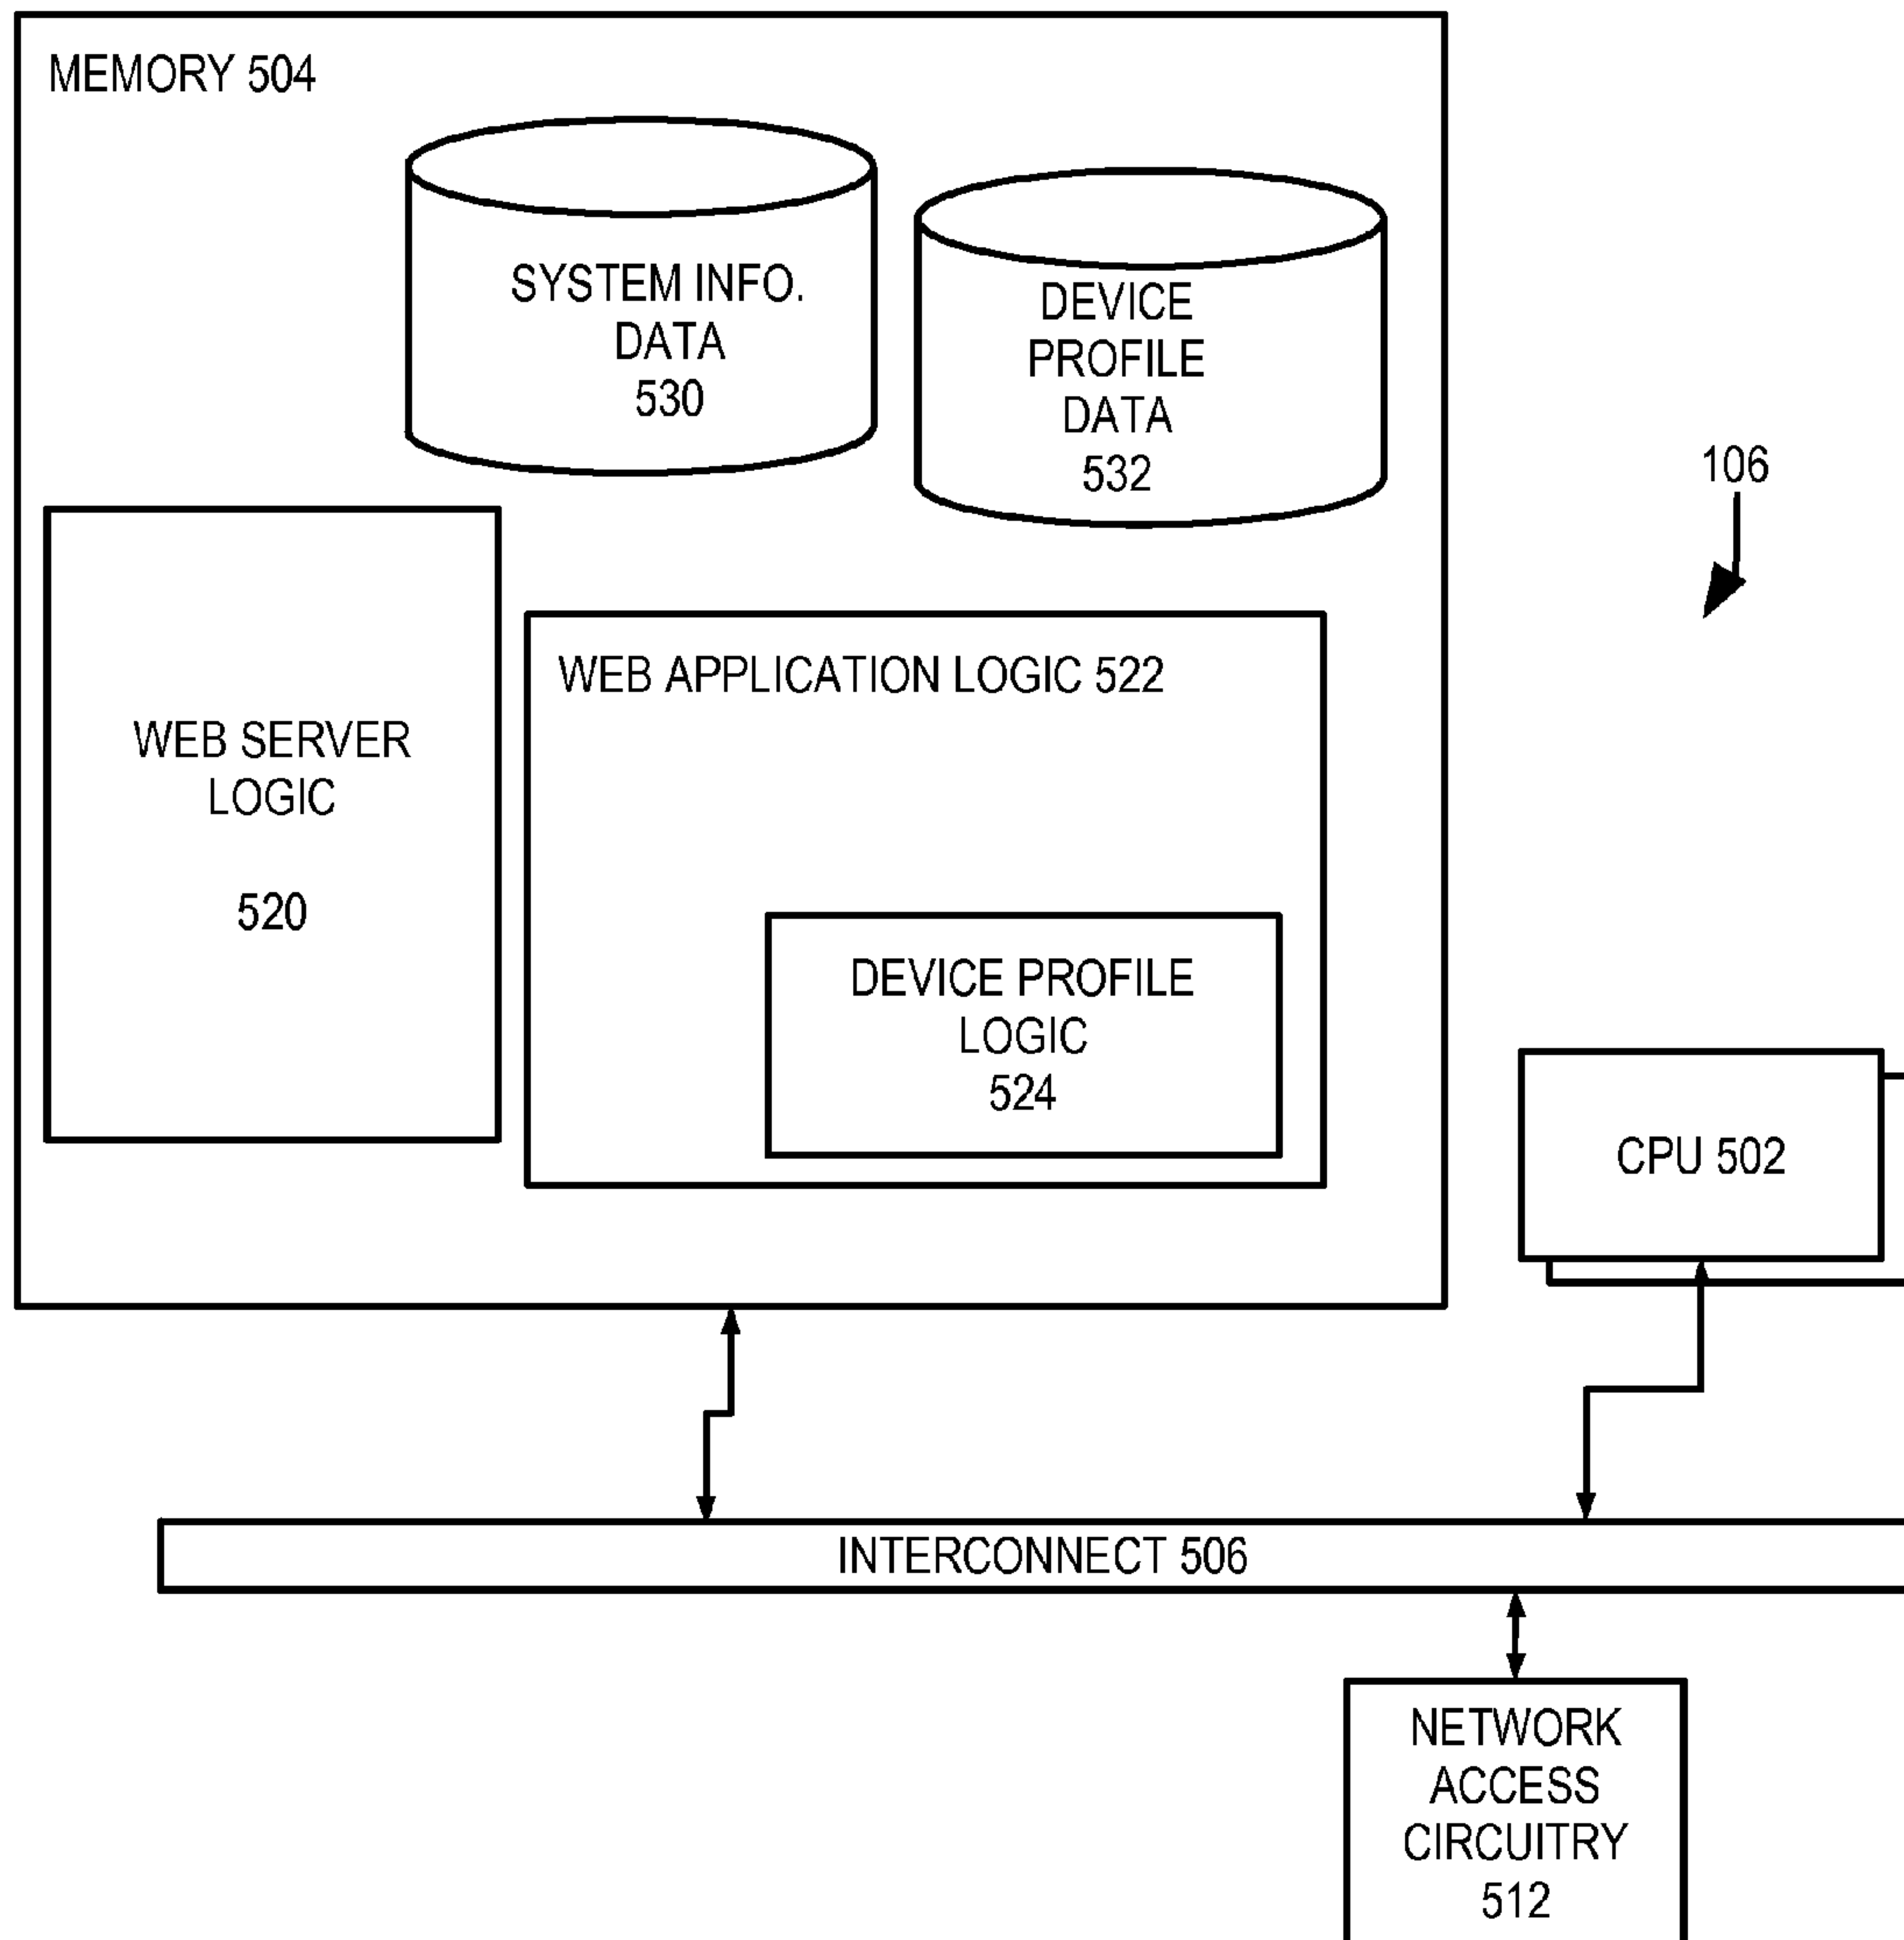 MEMORY 504
SYSTEM INFO.
DATA
530
DEVICE
PROFILE
DATA
532
106
WEB SERVER
LOGIC
520
WEB APPLICATION LOGIC 522
DEVICE PROFILE
LOGIC
524
CPU 502
INTERCONNECT 506
NETWORK
ACCESS
CIRCUITRY
512